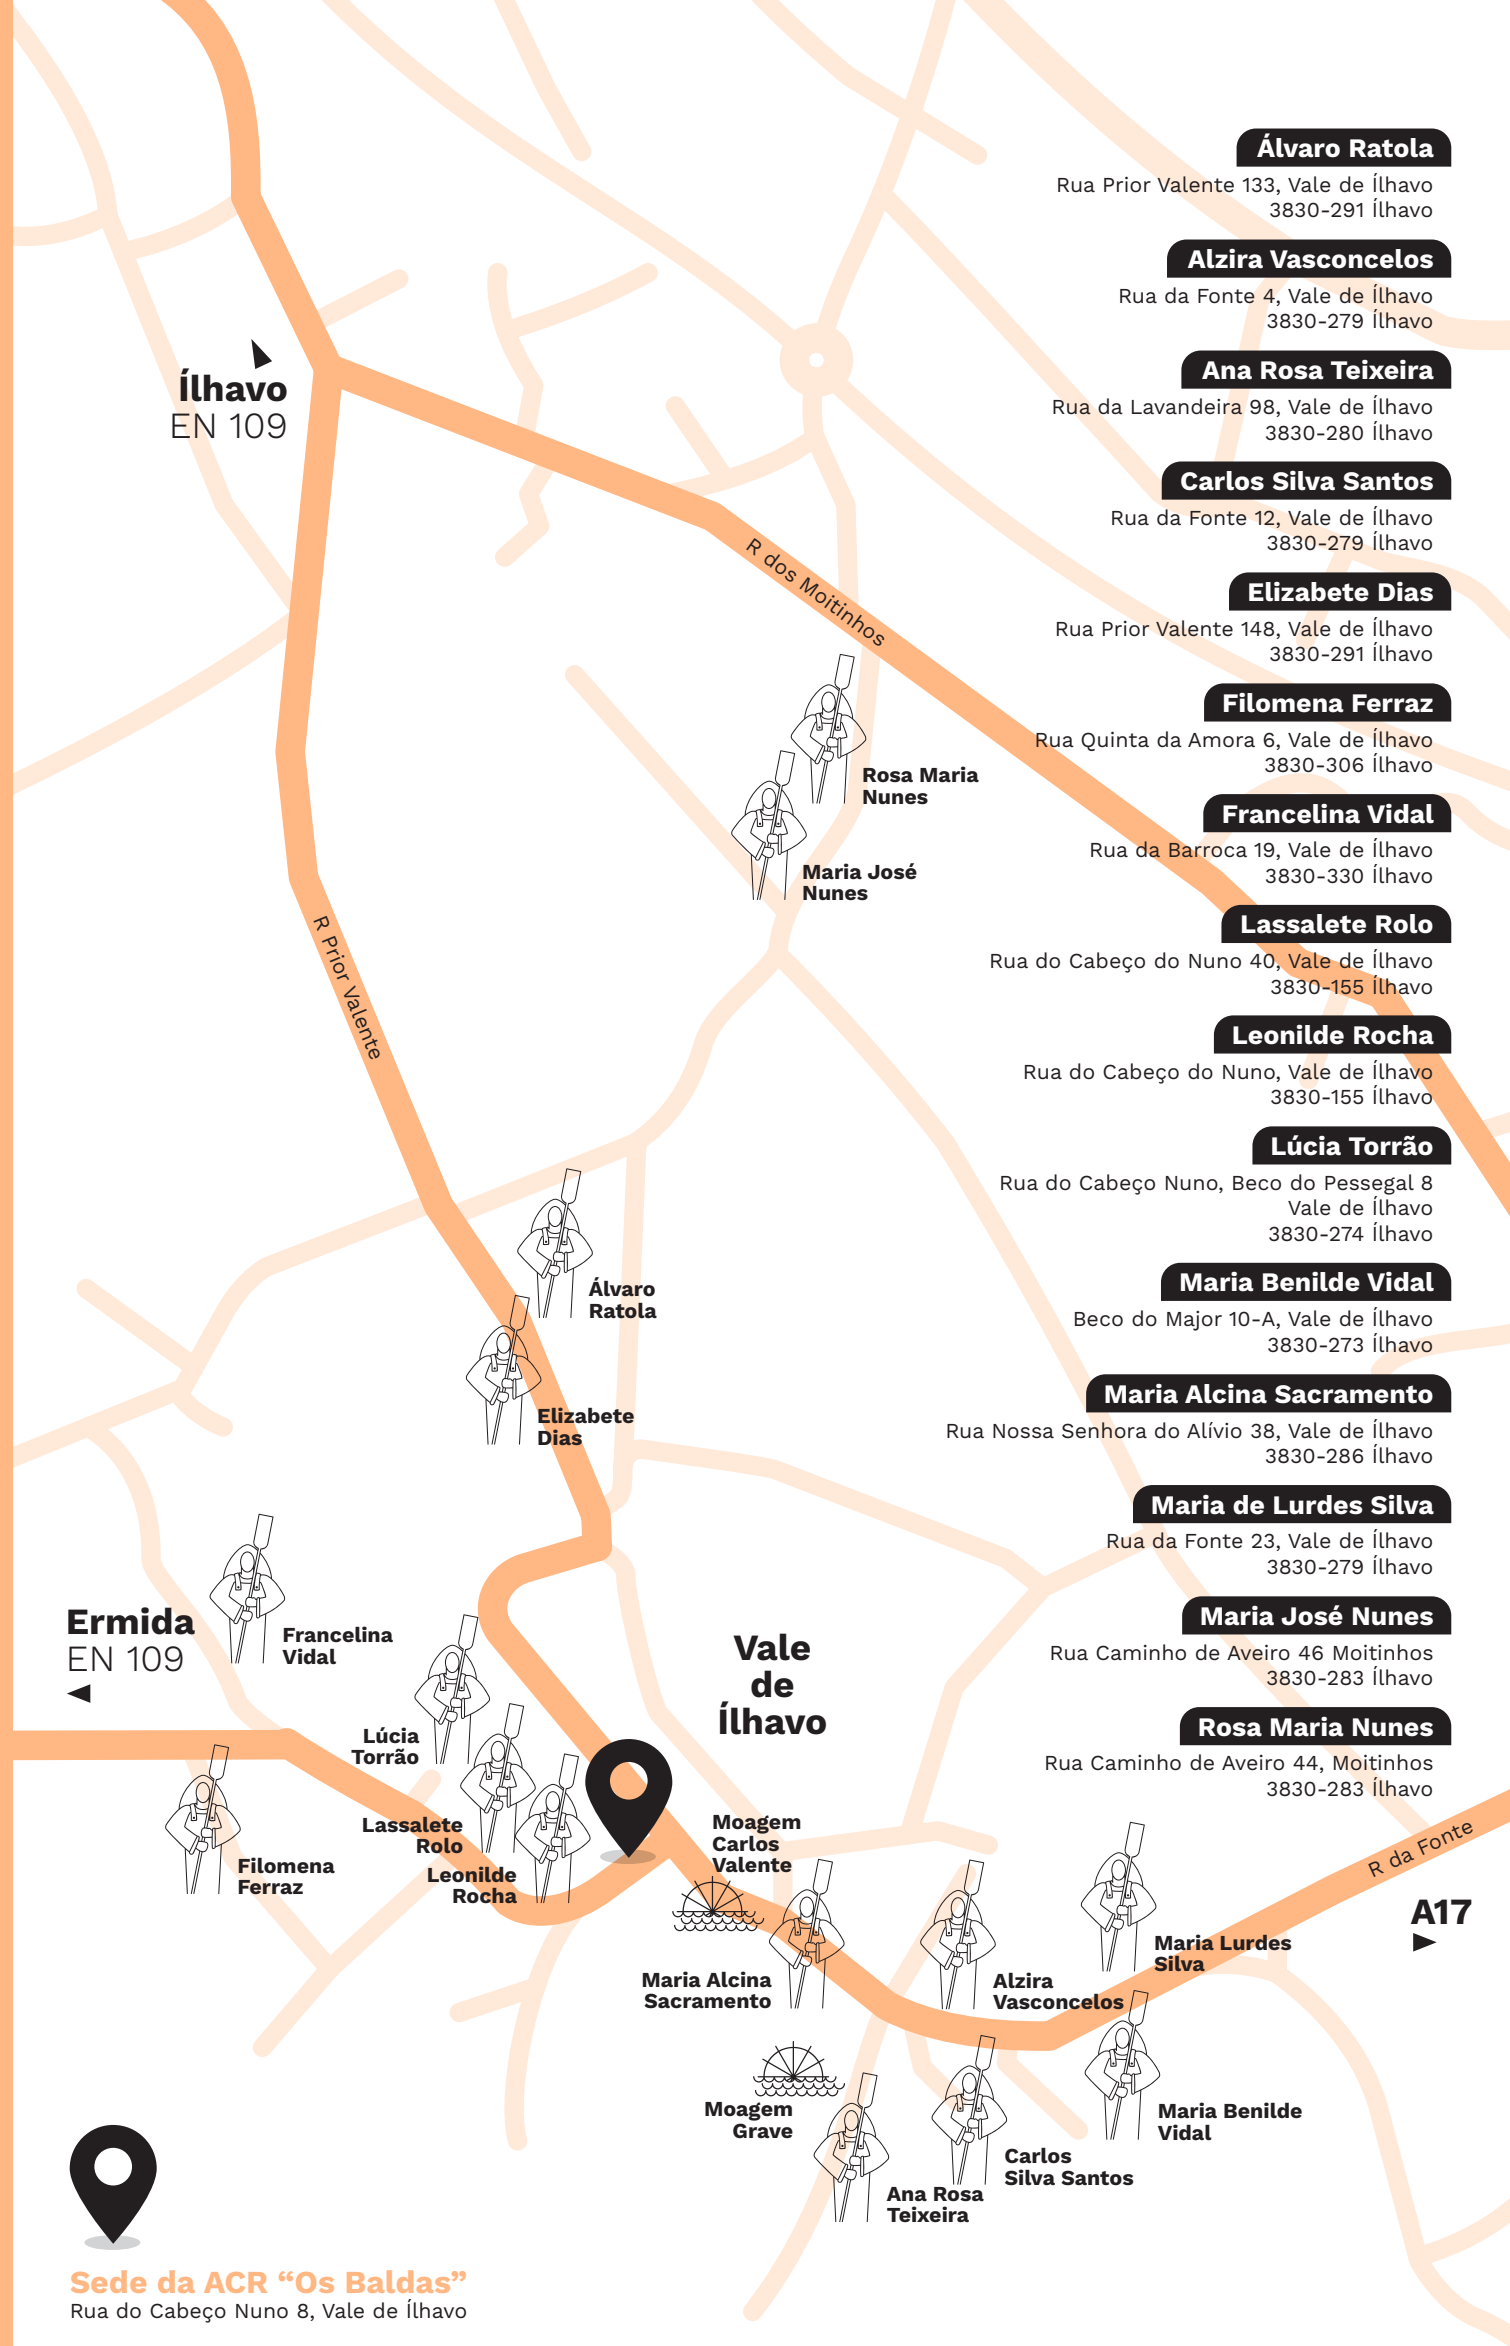 Álvaro Ratola
Rua Prior Valente 133, Vale de Ílhavo
3830-291 Ílhavo
Alzira Vasconcelos
Rua da Fonte 4, Vale de Ílhavo
3830-279 Ílhavo
Ana Rosa Teixeira
Rua da Lavandeira 98, Vale de Ílhavo
3830-280 Ílhavo
Carlos Silva Santos
Rua da Fonte 12, Vale de Ílhavo
3830-279 Ílhavo
Elizabete Dias
Rua Prior Valente 148, Vale de Ílhavo
3830-291 Ílhavo
Filomena Ferraz
Rua Quinta da Amora 6, Vale de Ílhavo
3830-306 Ílhavo
Francelina Vidal
Rua da Barroca 19, Vale de Ílhavo
3830-330 Ílhavo
Lassalete Rolo
Rua do Cabeço do Nuno 40, Vale de Ílhavo
3830-155 Ílhavo
Leonilde Rocha
Rua do Cabeço do Nuno, Vale de Ílhavo
3830-155 Ílhavo
Lúcia Torrão
Rua do Cabeço Nuno, Beco do Pessegal 8
Vale de Ílhavo
3830-274 Ílhavo
Maria Benilde Vidal
Beco do Major 10-A, Vale de Ílhavo
3830-273 Ílhavo
Maria Alcina Sacramento
Rua Nossa Senhora do Alívio 38, Vale de Ílhavo
3830-286 Ílhavo
Maria de Lurdes Silva
Rua da Fonte 23, Vale de Ílhavo
3830-279 Ílhavo
Maria José Nunes
Rua Caminho de Aveiro 46 Moitinhos
3830-283 Ílhavo
Rosa Maria Nunes
Rua Caminho de Aveiro 44, Moitinhos
3830-283 Ílhavo
Ílhavo
EN 109
R dos Moitinhos
Rosa Maria
Nunes
Maria José
Nunes
R Prior Valente
Álvaro
Ratola
Elizabete
Dias
Francelina
Vidal
Ermida
EN 109
Vale
de
Ílhavo
Lúcia
Torrão
Lassalete
Rolo
Leonilde
Rocha
Filomena
Ferraz
Moagem
Carlos
Valente
R da Fonte
A17
Maria Lurdes
Silva
Maria Alcina
Sacramento
Alzira
Vasconcelos
Moagem
Grave
Maria Benilde
Vidal
Carlos
Silva Santos
Ana Rosa
Teixeira
Sede da ACR “Os Baldas”
Rua do Cabeço Nuno 8, Vale de Ílhavo